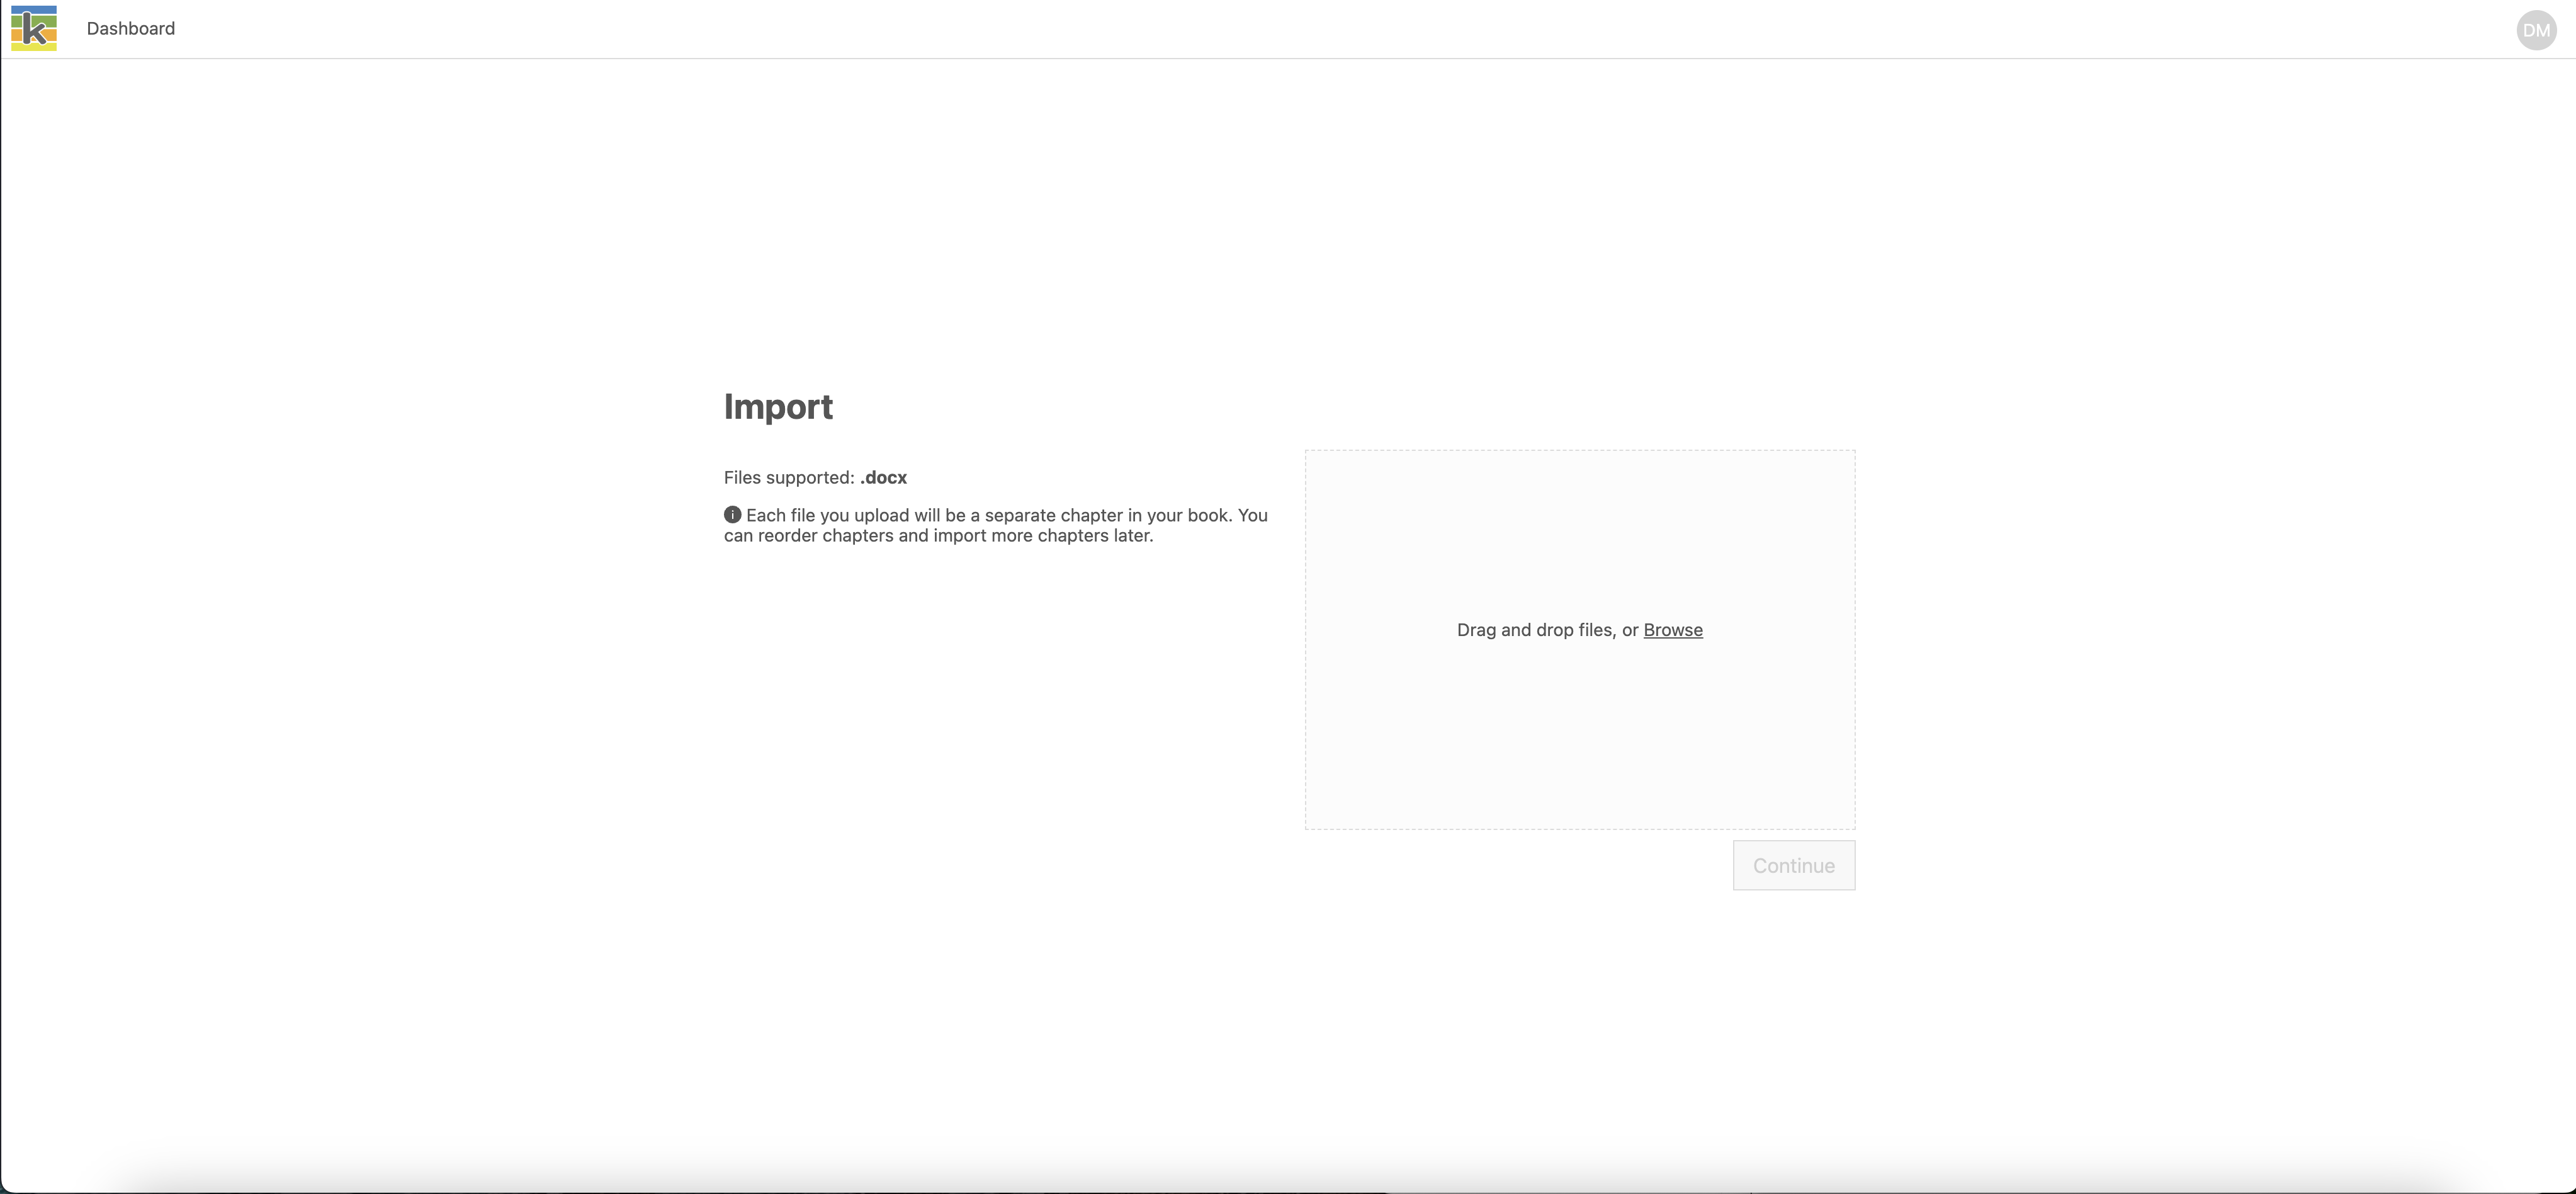 k
Dashboard
DM
Import
Files supported: .docx
i Each file you upload will be a separate chapter in your book. You
can reorder chapters and import more chapters later.
Drag and drop files, or Browse
Continue